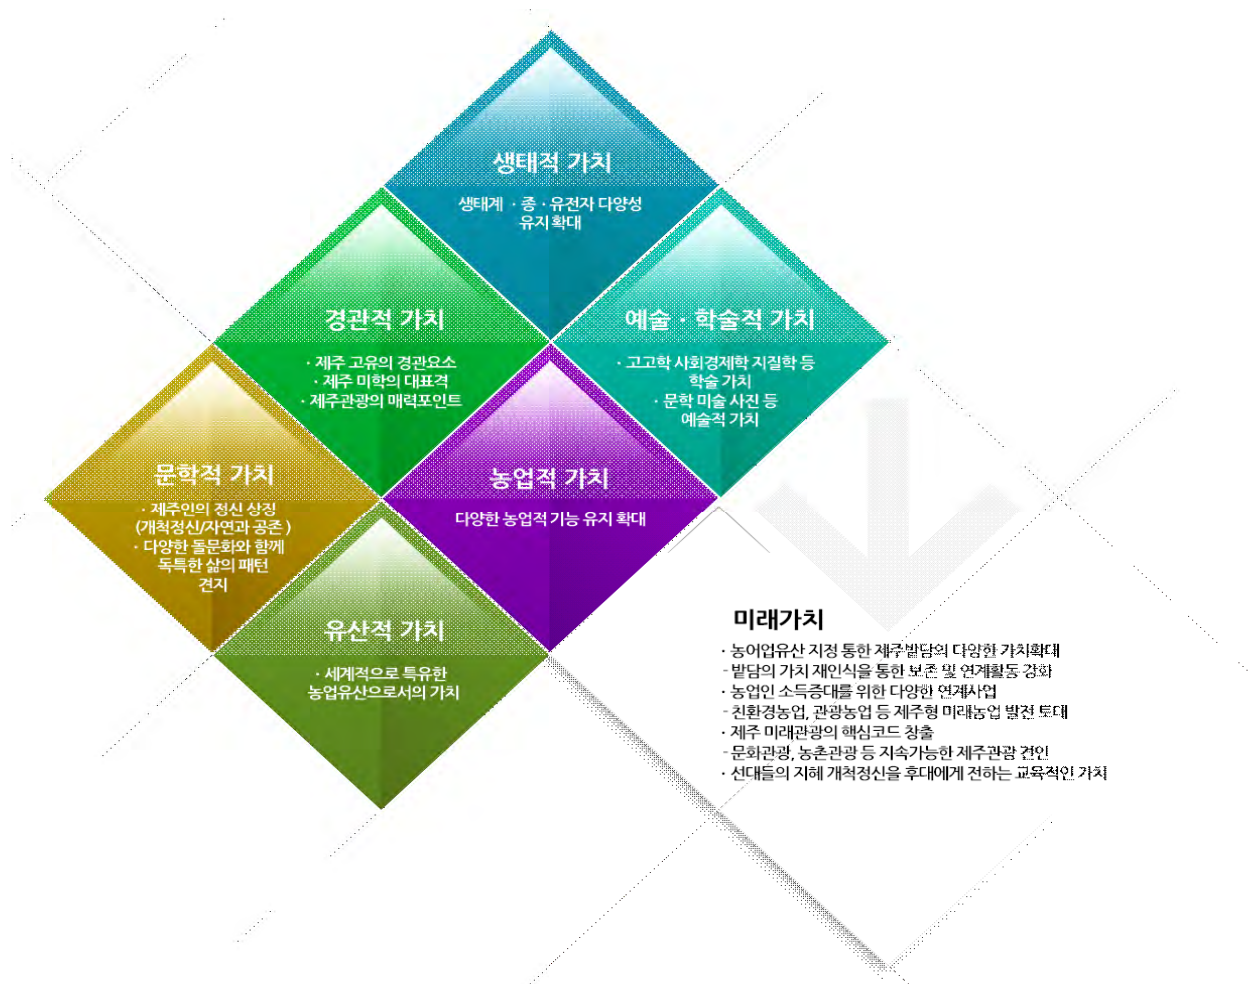 생태적 가치
생태계 · 종 · 유전자 다양성
유지 확대
경관적 가치
· 제주 고유의 경관요소
· 제주 미학의 대표격
· 제주관광의 매력포인트
예술 · 학술적 가치
· 고고학 사회경제학 지질학 등
학술 가치
· 문학 미술 사진 등
예술적 가치
문학적 가치
· 제주인의 정신 상징
(개척정신/자연과 공존 )
· 다양한 돌문화와 함께
독특한 삶의 패턴
견지
농업적 가치
다양한 농업적 기능 유지 확대
유산적 가치
· 세계적으로 특유한
농업유산으로서의 가치
미래가치
· 농어업유산 지정 통한 제주밭담의 다양한 가치확대
- 밭담의 가치 재인식을 통한 보존 및 연계활동 강화
· 농업인 소득증대를 위한 다양한 연계사업
- 친환경농업, 관광농업 등 제주형 미래농업 발전 토대
· 제주 미래관광의 핵심코드 창출
- 문화관광, 농촌관광 등 지속가능한 제주관광 견인
· 선대들의 지혜 개척정신을 후대에게 전하는 교육적인 가치